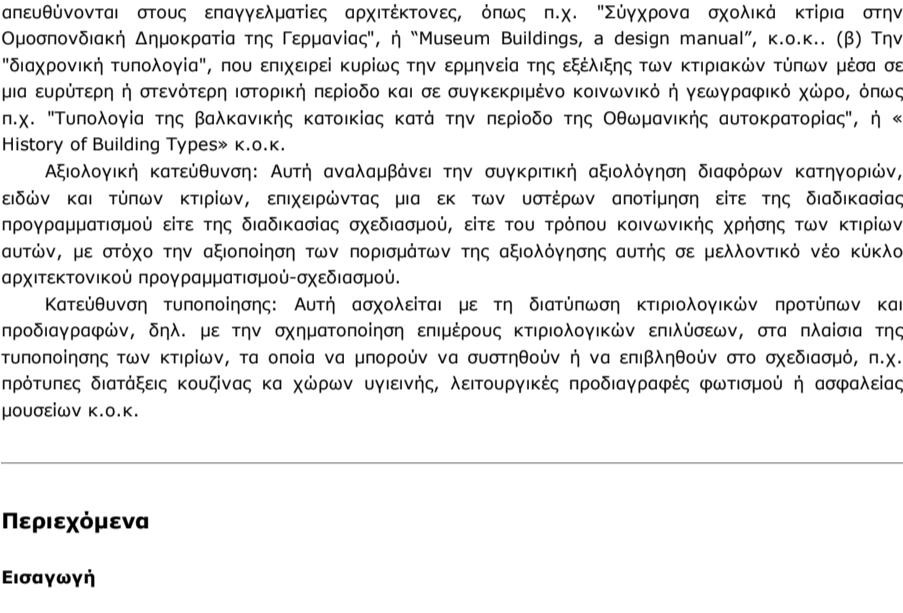 απευθύνονται στους επαγγελματίες αρχιτέκτονες, όπως π.χ. "Σύγχρονα σχολικά κτίρια στην
Ομοσπονδιακή Δημοκρατία της Γερμανίας", ή “Museum Buildings, a design manual”, κ.ο.κ.. (β) Την
"διαχρονική τυπολογία", που επιχειρεί κυρίως την ερμηνεία της εξέλιξης των κτιριακών τύπων μέσα σε
μια ευρύτερη ή στενότερη ιστορική περίοδο και σε συγκεκριμένο κοινωνικό ή γεωγραφικό χώρο, όπως
π.χ. "Τυπολογία της βαλκανικής κατοικίας κατά την περίοδο της Οθωμανικής αυτοκρατορίας", ή «
History of Building Types» κ.ο.κ.
Αξιολογική κατεύθυνση: Αυτή αναλαμβάνει την συγκριτική αξιολόγηση διαφόρων κατηγοριών,
ειδών και τύπων κτιρίων, επιχειρώντας μια εκ των υστέρων αποτίμηση είτε της διαδικασίας
προγραμματισμού είτε της διαδικασίας σχεδιασμού, είτε του τρόπου κοινωνικής χρήσης των κτιρίων
αυτών, με στόχο την αξιοποίηση των πορισμάτων της αξιολόγησης αυτής σε μελλοντικό νέο κύκλο
αρχιτεκτονικού προγραμματισμού-σχεδιασμού.
Κατεύθυνση τυποποίησης: Αυτή ασχολείται με τη διατύπωση κτιριολογικών προτύπων και
προδιαγραφών, δηλ. με την σχηματοποίηση επιμέρους κτιριολογικών επιλύσεων, στα πλαίσια της
τυποποίησης των κτιρίων, τα οποία να μπορούν να συστηθούν ή να επιβληθούν στο σχεδιασμό, π.χ.
πρότυπες διατάξεις κουζίνας κα χώρων υγιεινής, λειτουργικές προδιαγραφές φωτισμού ή ασφαλείας
μουσείων κ.ο.κ.
Περιεχόμενα
Εισαγωγή